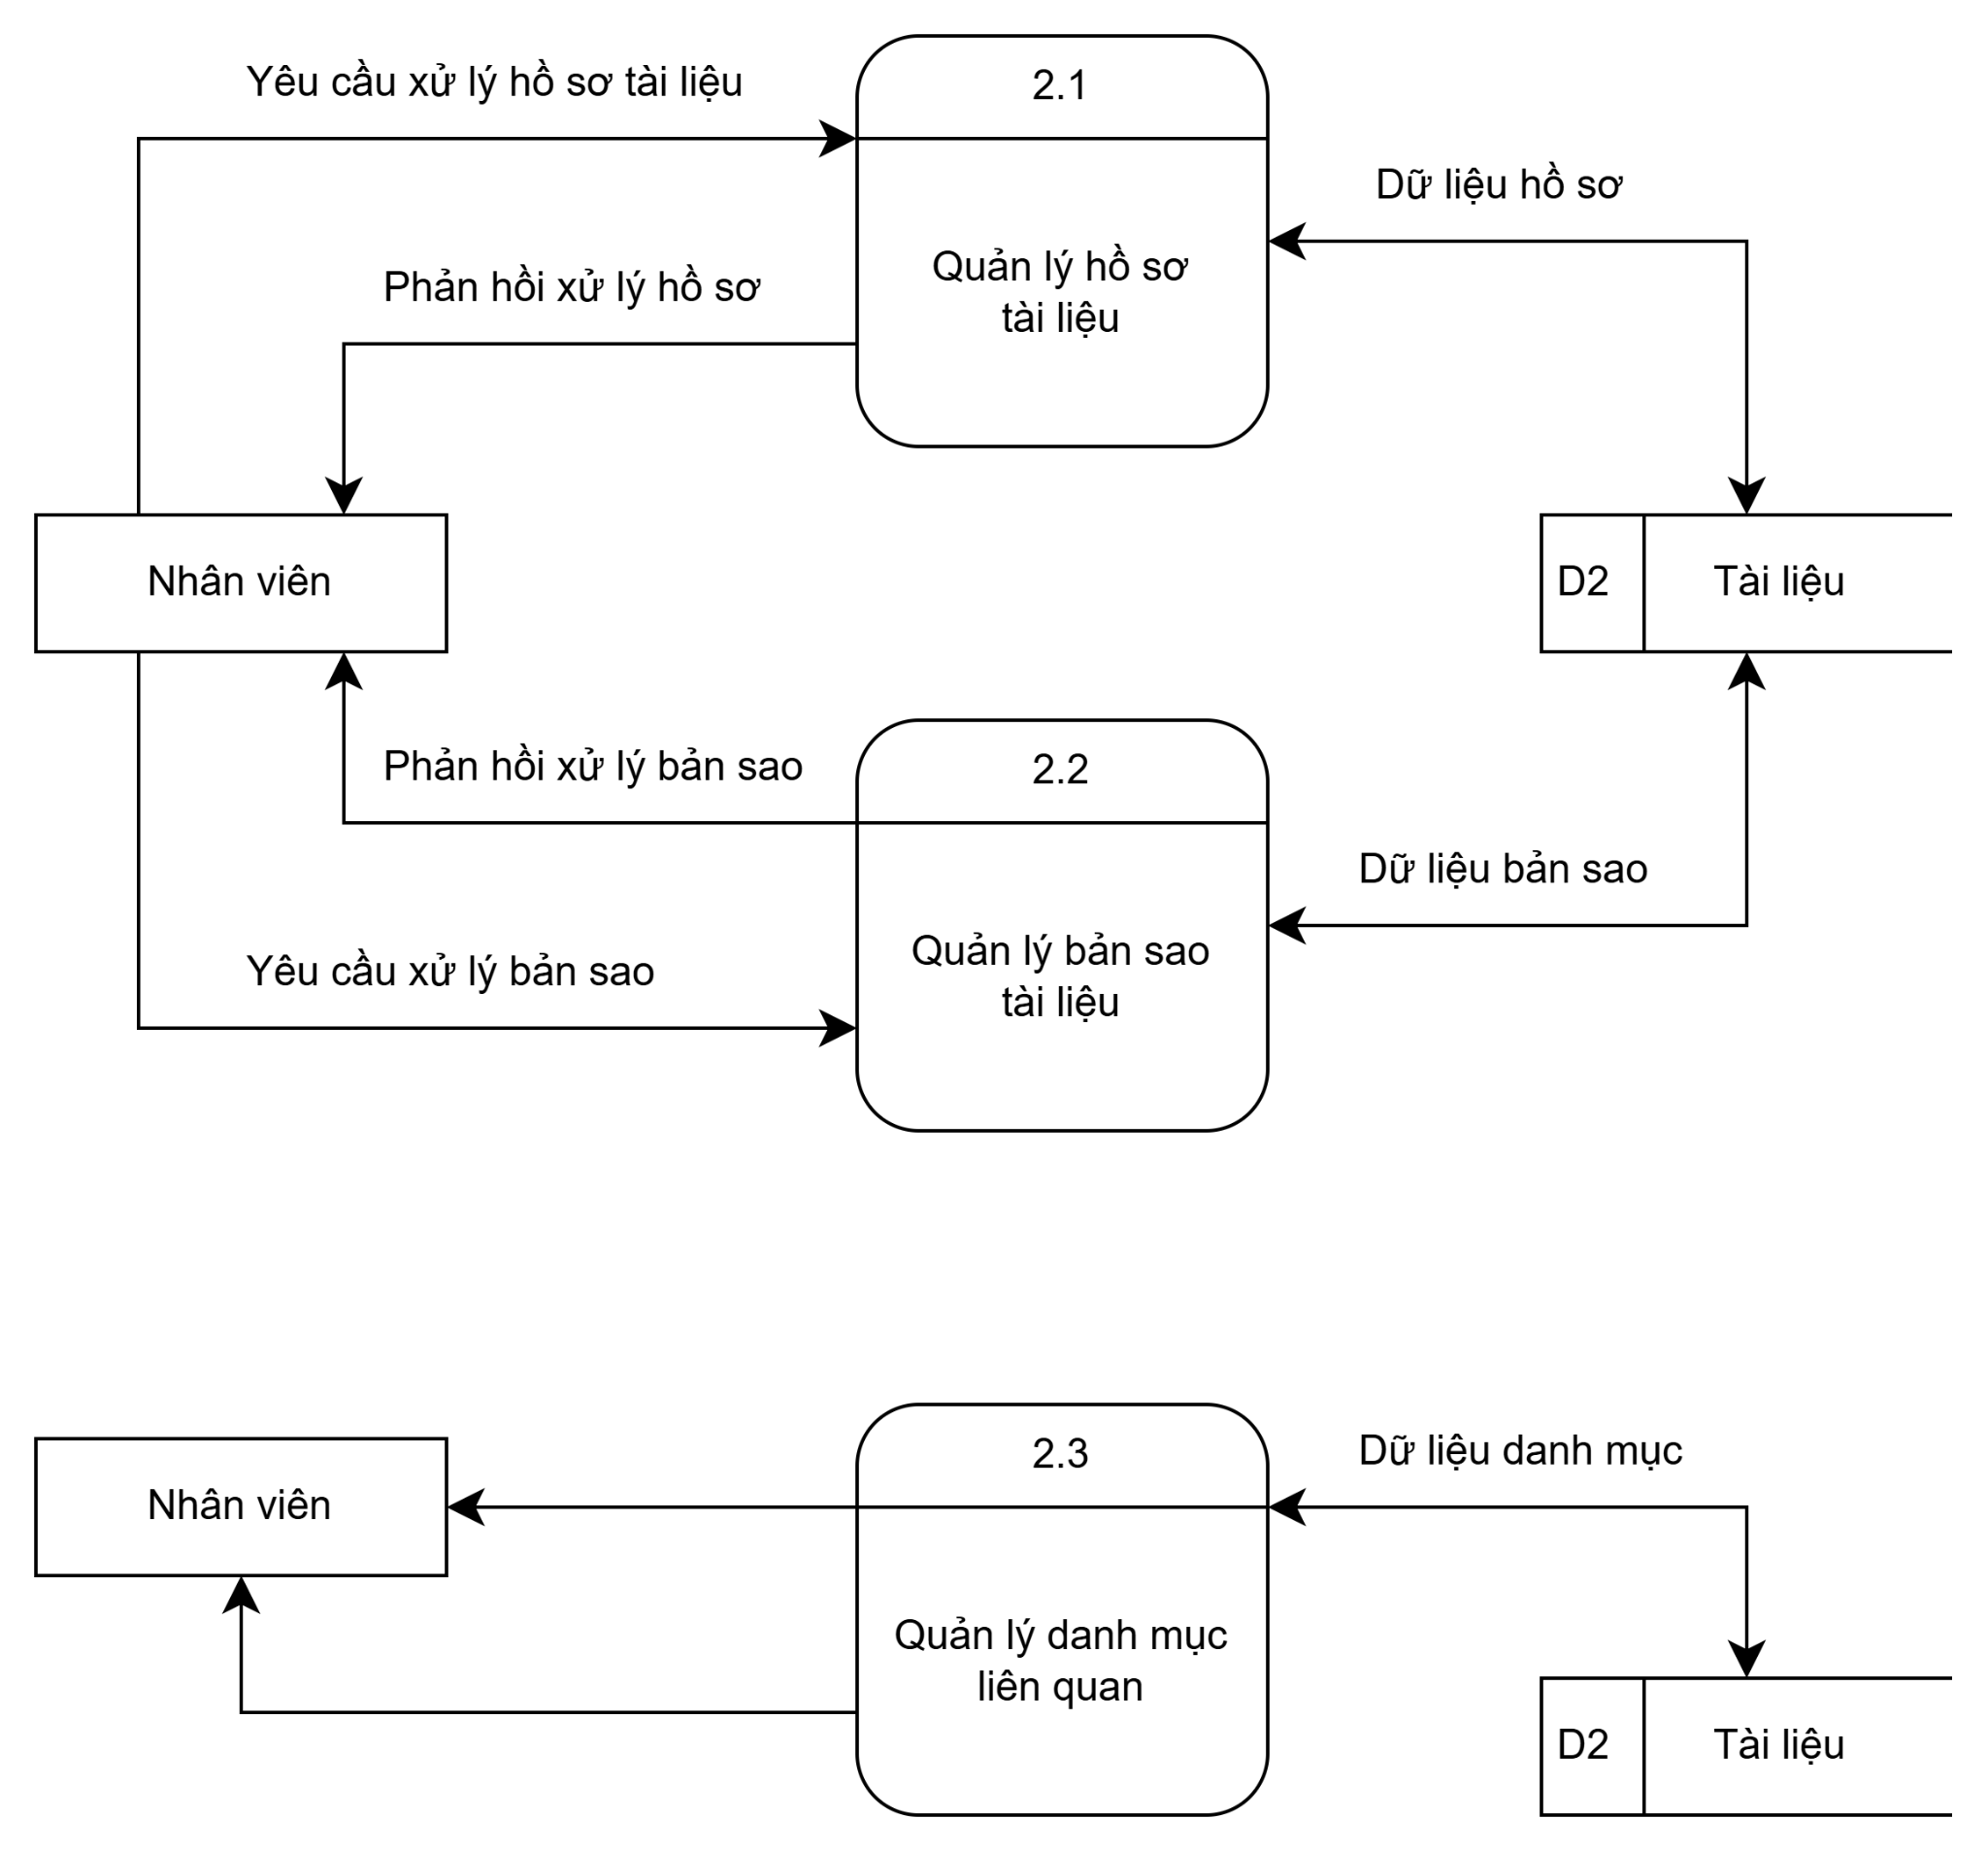 Yêu cầu xử lý hồ sơ tài liệu
2.1
Dữ liệu hồ sơ
Quản lý hồ sơ
tài liệu
Phản hồi xử lý hồ sơ
Nhân viên
D2
Tài liệu
Phản hồi xử lý bản sao
2.2
Dữ liệu bản sao
Quản lý bản sao
tài liệu
Yêu cầu xử lý bản sao
2.3
Dữ liệu danh mục
Nhân viên
Quản lý danh mục
liên quan
D2
Tài liệu